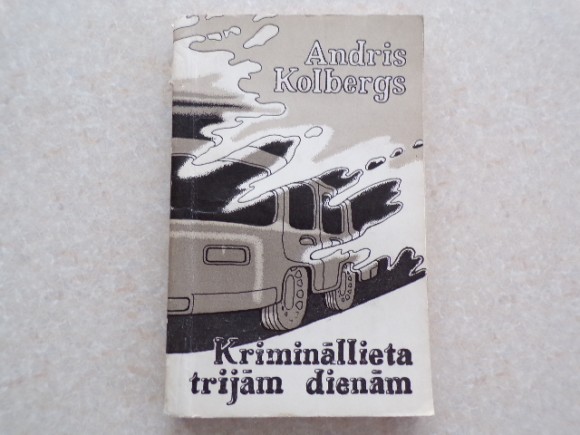 Andris
Kolbergs
Krimināllieta
trijām dienām